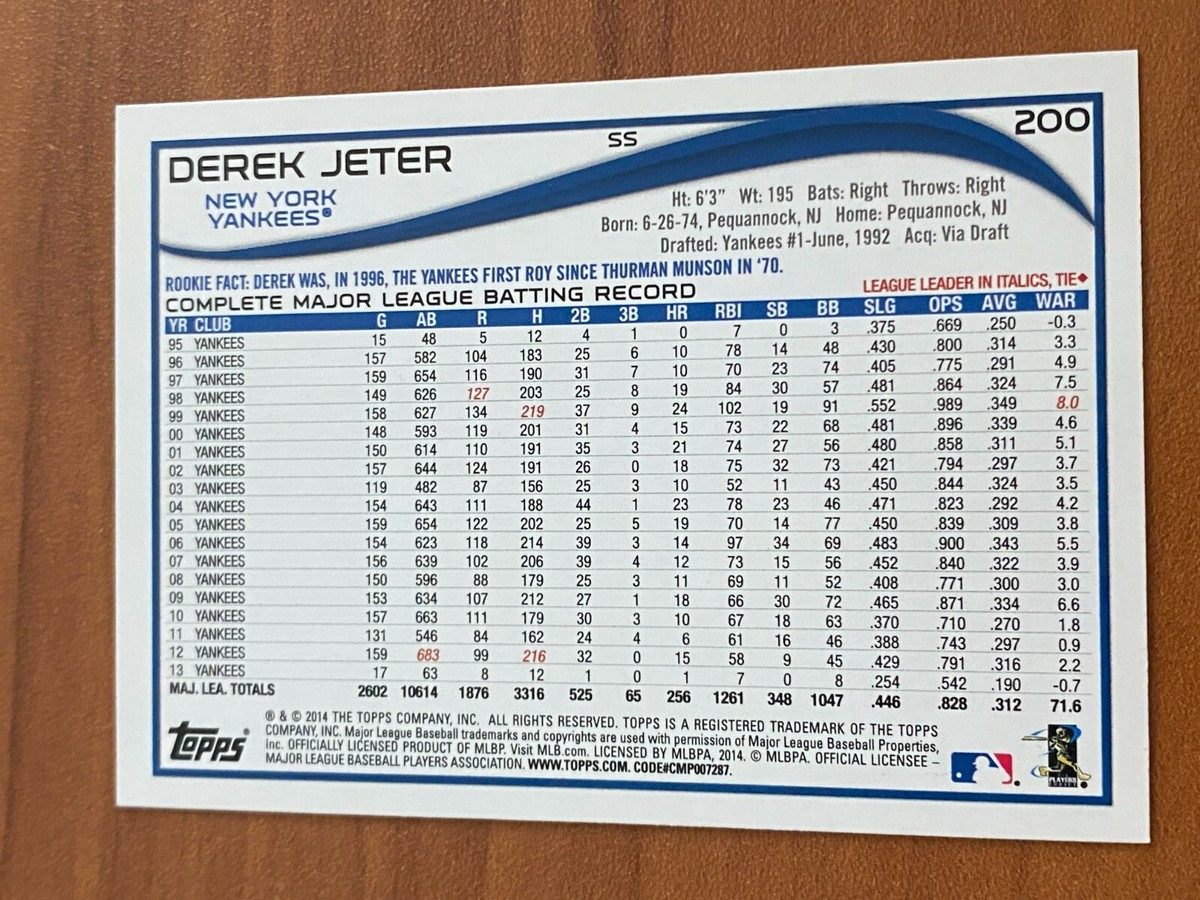 DEREK JETER SS 200
NEW YORK
YANKEES®
Ht: 6'3" Wt: 195 Bats: Right Throws: Right
Born: 6-26-74, Pequannock, NJ Home: Pequannock, NJ
Drafted: Yankees #1-June, 1992 Acq: Via Draft
ROOKIE FACT: DEREK WAS, IN 1996, THE YANKEES FIRST ROY SINCE THURMAN MUNSON IN '70.
COMPLETE MAJOR LEAGUE BATTING RECORD LEAGUE LEADER IN ITALICS, TIE♦
YR CLUB G AB R H 2B 3B HR RBI SB BB SLG OPS AVG WAR
95 YANKEES 15 48 5 12 4 1 0 7 0 3 .375 .669 .250 -0.3
96 YANKEES 157 582 104 183 25 6 10 78 14 48 .430 .800 .314 3.3
97 YANKEES 159 654 116 190 31 7 10 70 23 74 .405 .775 .291 4.9
98 YANKEES 149 626 127 203 25 8 19 84 30 57 .481 .864 .324 7.5
99 YANKEES 158 627 134 219 37 9 24 102 19 91 .552 .989 .349 8.0
00 YANKEES 148 593 119 201 31 4 15 73 22 68 .481 .896 .339 4.6
01 YANKEES 150 614 110 191 35 3 21 74 27 56 .480 .858 .311 5.1
02 YANKEES 157 644 124 191 26 0 18 75 32 73 .421 .794 .297 3.7
03 YANKEES 119 482 87 156 25 3 10 52 11 43 .450 .844 .324 3.5
04 YANKEES 154 643 111 188 44 1 23 78 23 46 .471 .823 .292 4.2
05 YANKEES 159 654 122 202 25 5 19 70 14 77 .450 .839 .309 3.8
06 YANKEES 154 623 118 214 39 3 14 97 34 69 .483 .900 .343 5.5
07 YANKEES 156 639 102 206 39 4 12 73 15 56 .452 .840 .322 3.9
08 YANKEES 150 596 88 179 25 3 11 69 11 52 .408 .771 .300 3.0
09 YANKEES 153 634 107 212 27 1 18 66 30 72 .465 .871 .334 6.6
10 YANKEES 157 663 111 179 30 3 10 67 18 63 .370 .710 .270 1.8
11 YANKEES 131 546 84 162 24 4 6 61 16 46 .388 .743 .297 0.9
12 YANKEES 159 683 99 216 32 0 15 58 9 45 .429 .791 .316 2.2
13 YANKEES 17 63 8 12 1 0 1 7 0 8 .254 .542 .190 -0.7
MAJ. LEA. TOTALS 2602 10614 1876 3316 525 65 256 1261 348 1047 .446 .828 .312 71.6
Topps®
® & © 2014 THE TOPPS COMPANY, INC. ALL RIGHTS RESERVED. TOPPS IS A REGISTERED TRADEMARK OF THE TOPPS
COMPANY, INC. Major League Baseball trademarks and copyrights are used with permission of Major League Baseball Properties,
Inc. OFFICIALLY LICENSED PRODUCT OF MLBP. Visit MLB.com. LICENSED BY MLBPA, 2014. © MLBPA. OFFICIAL LICENSEE –
MAJOR LEAGUE BASEBALL PLAYERS ASSOCIATION. WWW.TOPPS.COM. CODE#CMP007287.
PLAYERS
CHOICE